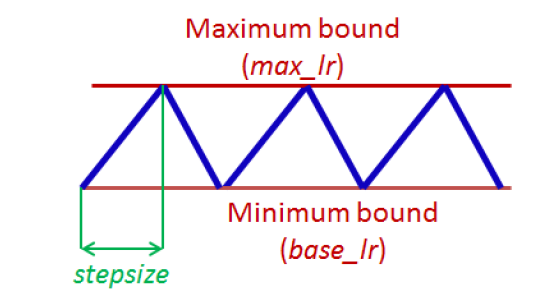 Maximum bound
(max_lr)
Minimum bound
(base_lr)
stepsize